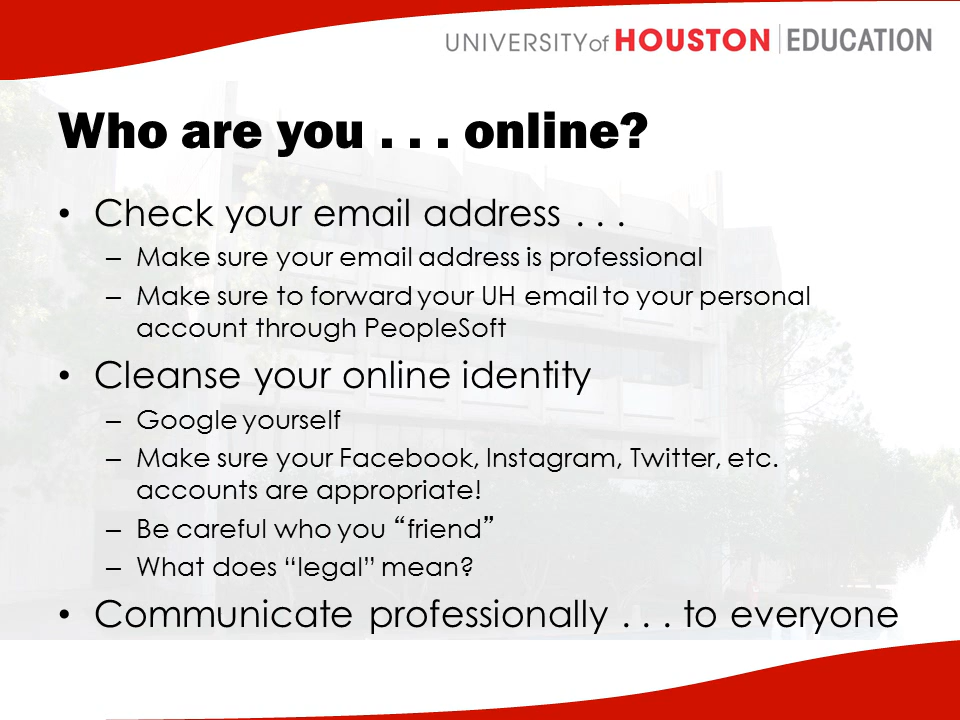 UNIVERSITYof HOUSTON | EDUCATION
Who are you . . . online?
• Check your email address . . .
– Make sure your email address is professional
– Make sure to forward your UH email to your personal
account through PeopleSoft
• Cleanse your online identity
– Google yourself
– Make sure your Facebook, Instagram, Twitter, etc.
accounts are appropriate!
– Be careful who you “friend”
– What does “legal” mean?
• Communicate professionally . . . to everyone